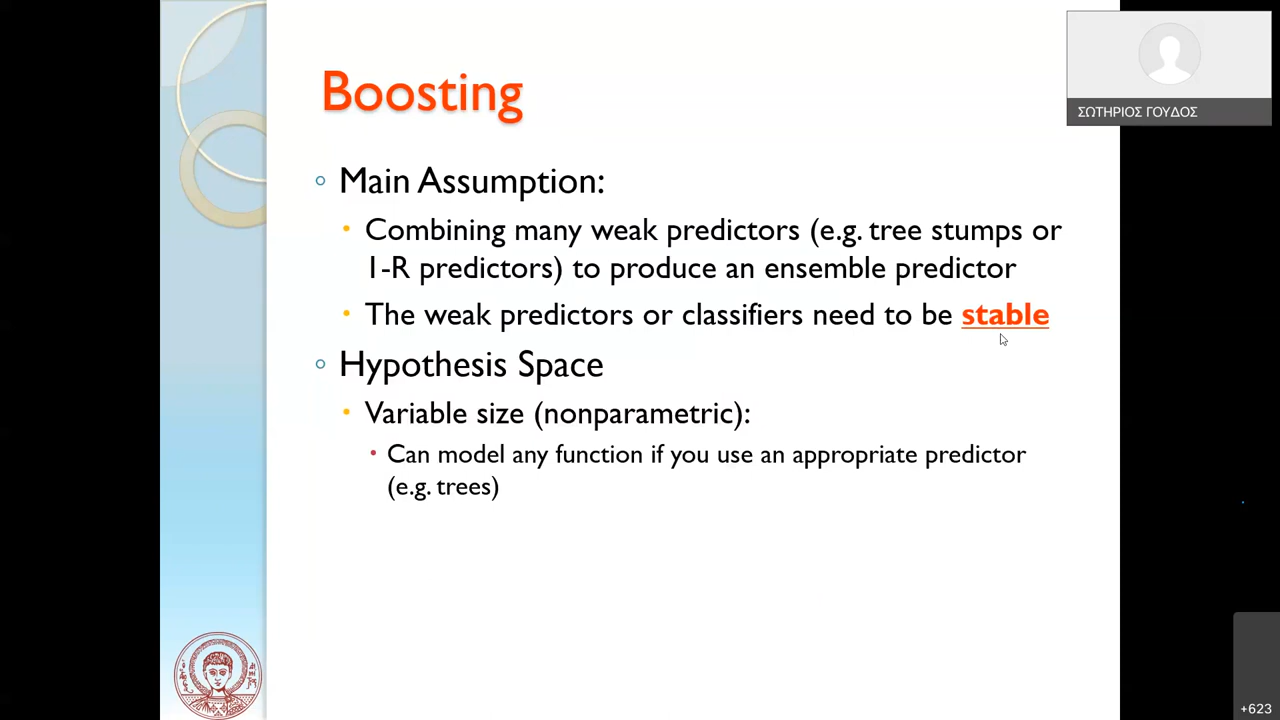 Boosting
ΣΩΤΗΡΙΟΣ ΓΟΥΔΟΣ
Main Assumption:
Combining many weak predictors (e.g. tree stumps or
1-R predictors) to produce an ensemble predictor
The weak predictors or classifiers need to be stable
Hypothesis Space
Variable size (nonparametric):
Can model any function if you use an appropriate predictor
(e.g. trees)
+623